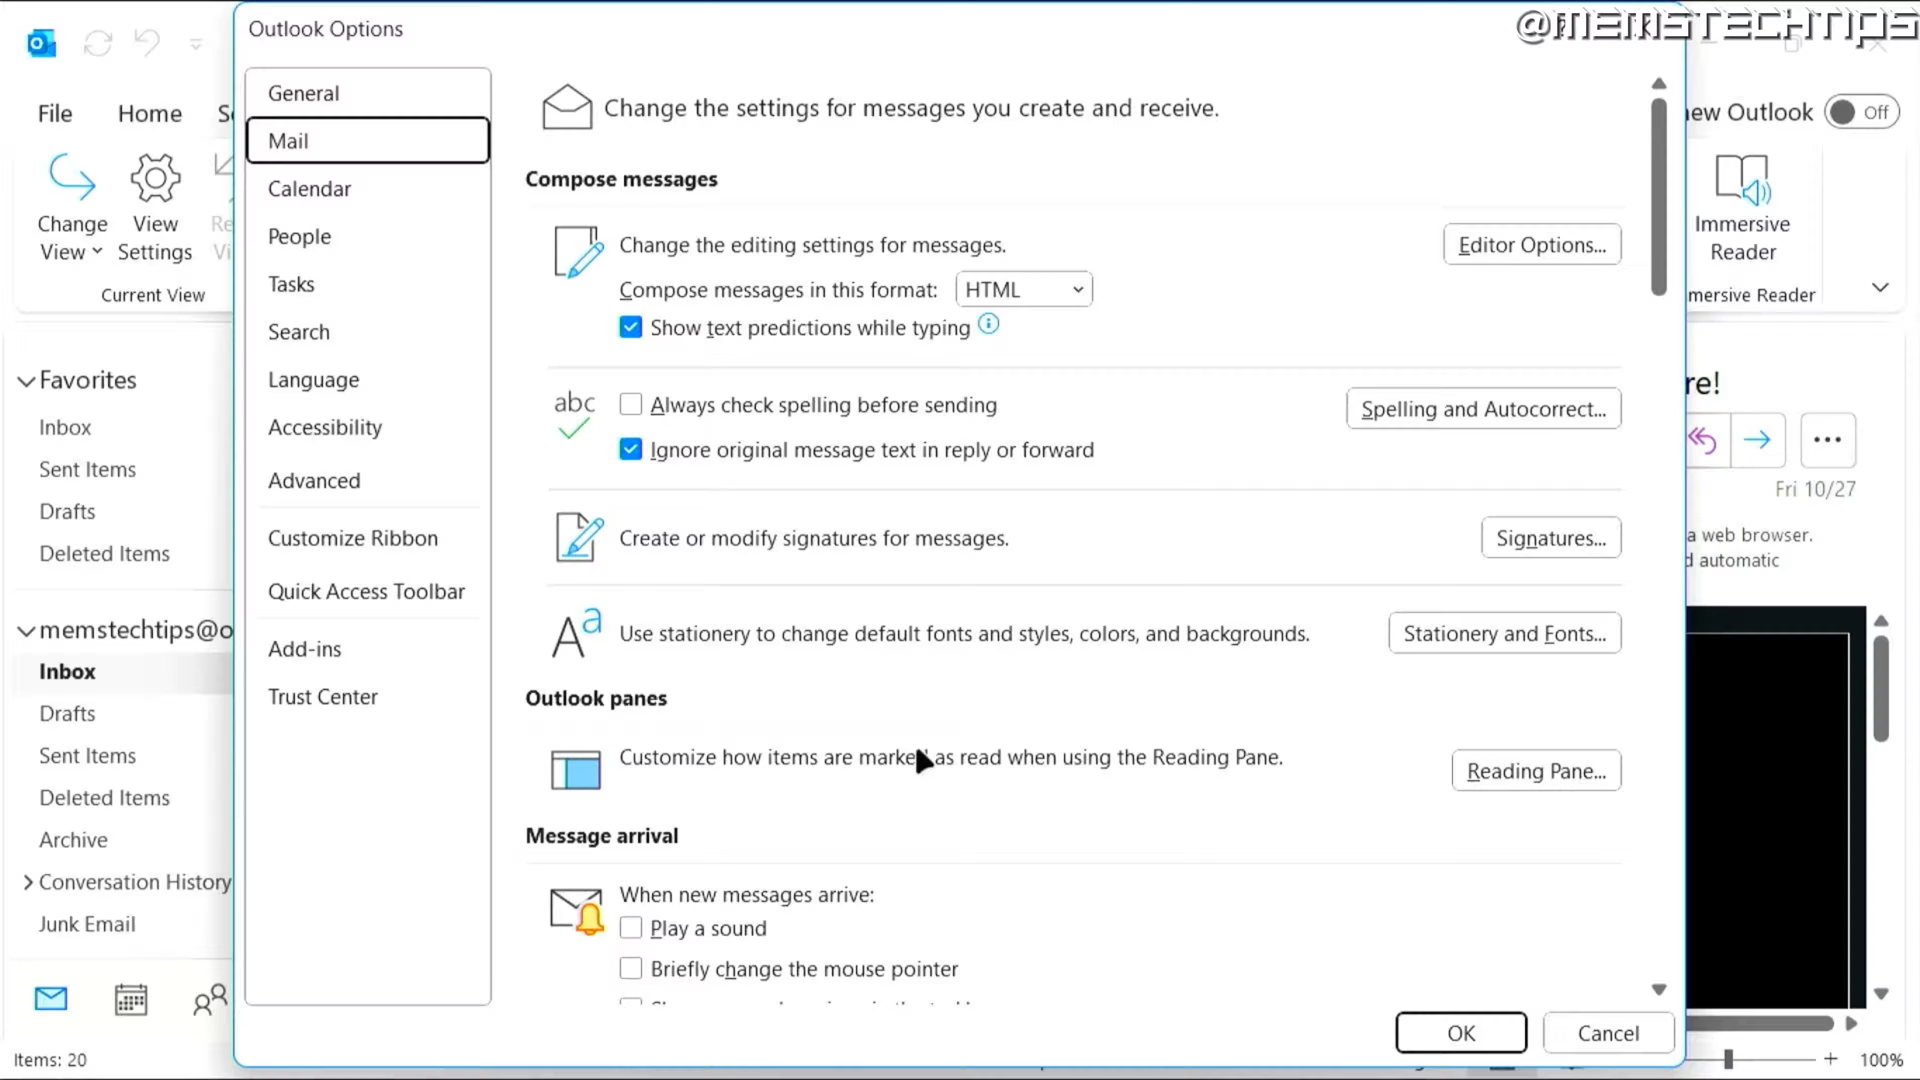 Outlook Options
@MEMSTECHTIPS
File
Home
ew Outlook
Off
Change
View
View
Settings
Current View
Immersive
Reader
mersive Reader
Favorites
Inbox
Sent Items
Drafts
Deleted Items
memstechtips@o
Inbox
Drafts
Sent Items
Deleted Items
Archive
Conversation History
Junk Email
Items: 20
General
Mail
Calendar
People
Tasks
Search
Language
Accessibility
Advanced
Customize Ribbon
Quick Access Toolbar
Add-ins
Trust Center
Change the settings for messages you create and receive.
Compose messages
Change the editing settings for messages.
Editor Options...
Compose messages in this format: HTML
Show text predictions while typing
abc
Always check spelling before sending
Spelling and Autocorrect...
Ignore original message text in reply or forward
Create or modify signatures for messages.
Signatures...
Use stationery to change default fonts and styles, colors, and backgrounds.
Stationery and Fonts...
Outlook panes
Customize how items are marked as read when using the Reading Pane.
Reading Pane...
Message arrival
When new messages arrive:
Play a sound
Briefly change the mouse pointer
OK
Cancel
re!
Fri 10/27
a web browser.
d automatic
100%